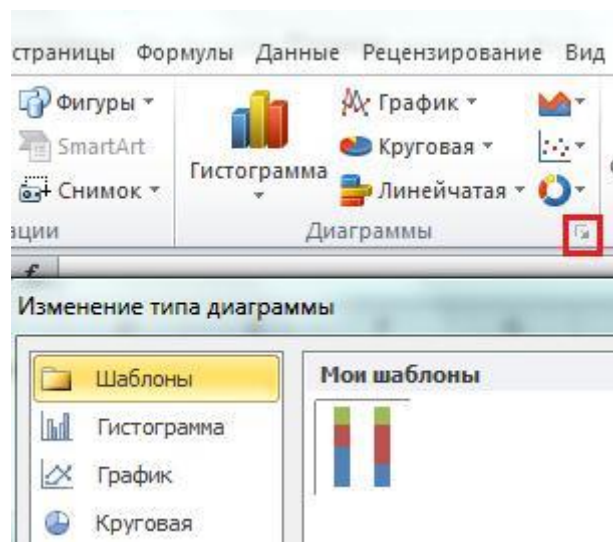 страницы Формулы Данные Рецензирование Вид
Фигуры График
SmartArt Гистограмма Круговая
Снимок Линейчатая
ации Диаграммы
Изменение типа диаграммы
Шаблоны Мои шаблоны
Гистограмма
График
Круговая